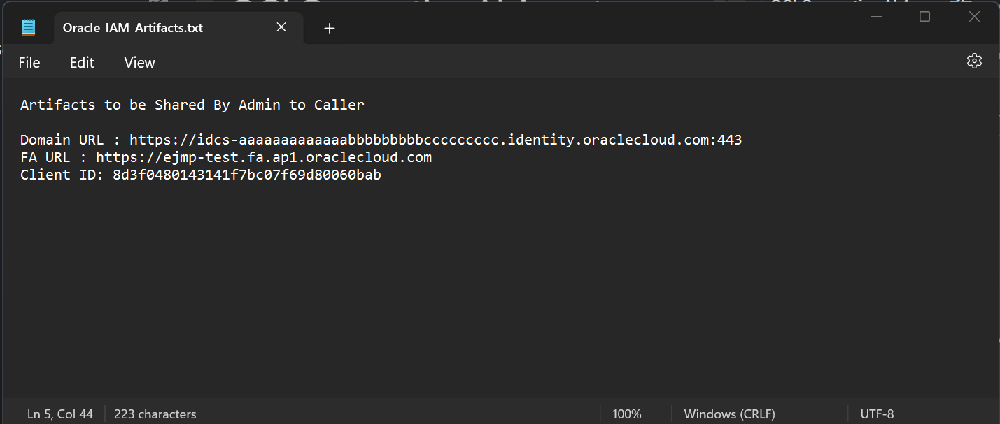 Oracle_IAM_Artifacts.txt
File Edit View
Artifacts to be Shared By Admin to Caller
Domain URL : https://idcs-aaaaaaaaaaaaabbbbbbbbbccccccccc.identity.oraclecloud.com:443
FA URL : https://ejmp-test.fa.ap1.oraclecloud.com
Client ID: 8d3f0480143141f7bc07f69d80060bab
Ln 5, Col 44 223 characters 100% Windows (CRLF) UTF-8